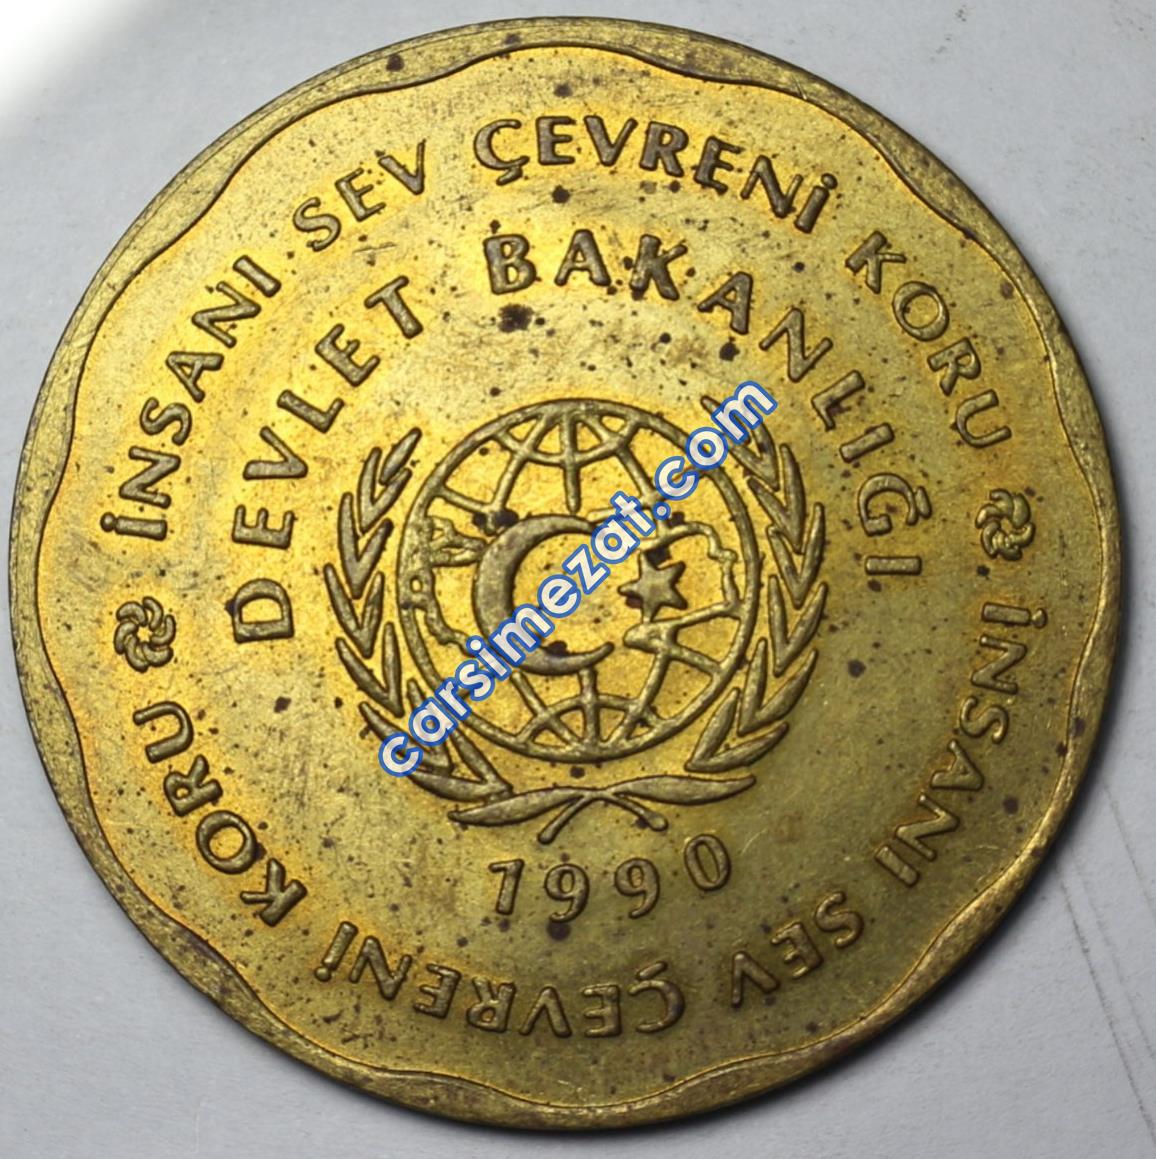 İNSANI SEV ÇEVRENİ KORU
İNSANI SEV ÇEVRENİ KORU
DEVLET BAKANLIĞI
1990
carsimezat.com